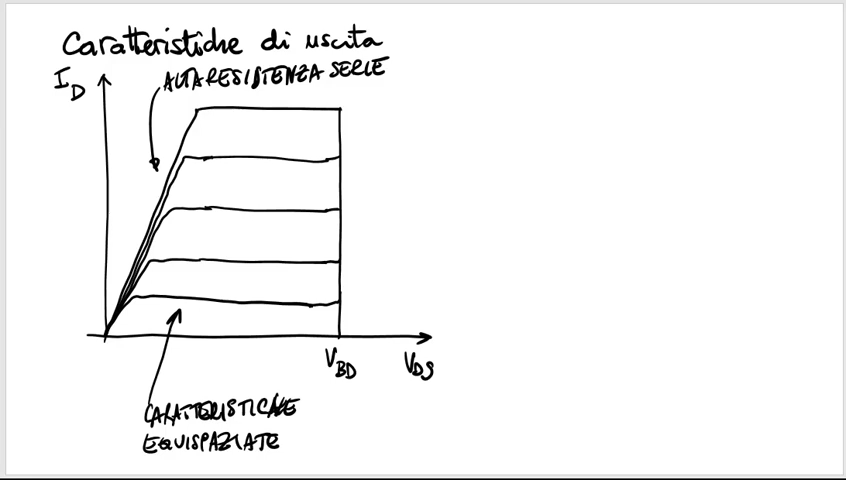 Caratteristiche di uscita
I_D
ALTA RESISTENZA SERIE
V_BD
V_DS
CARATTERISTICHE
EQUISPAZIATE